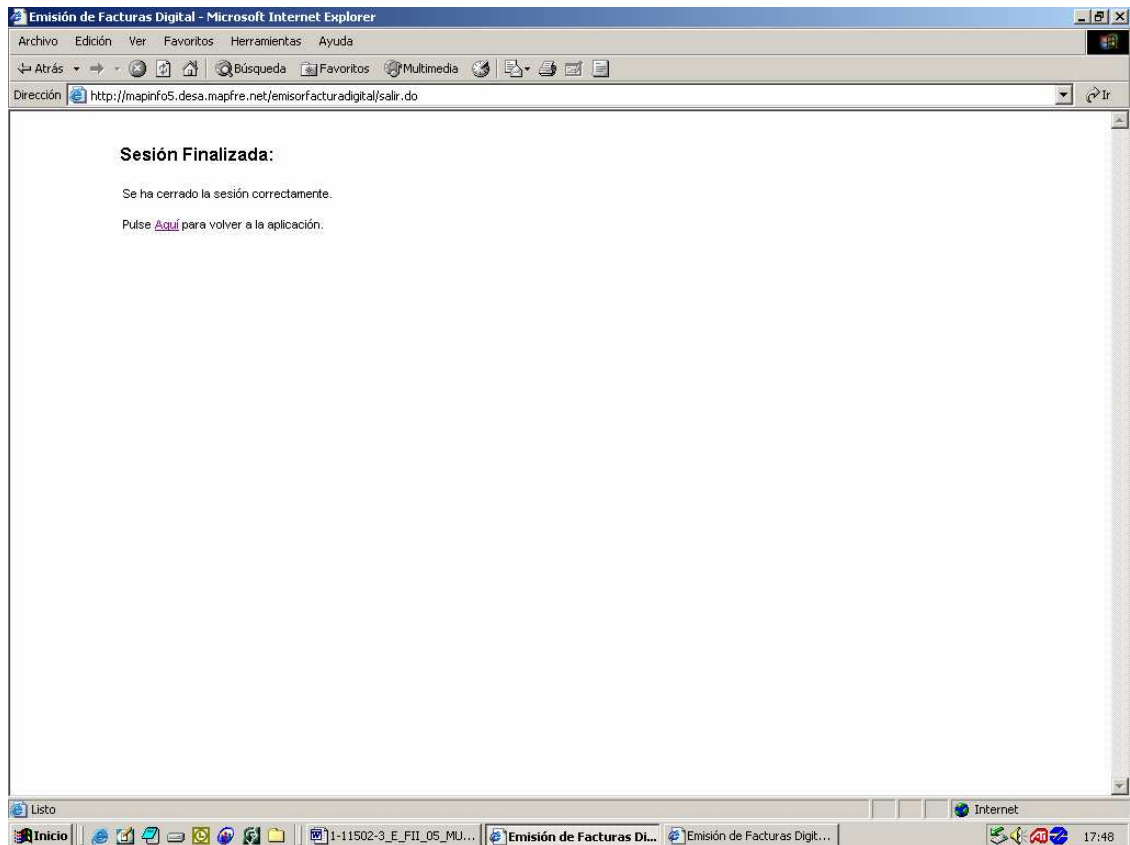 Emisión de Facturas Digital - Microsoft Internet Explorer
Archivo Edición Ver Favoritos Herramientas Ayuda
Atrás Búsqueda Favoritos Multimedia
Dirección http://mapinfo5.desa.mapfre.net/emisorfacturadigital/salir.do Ir
Sesión Finalizada:
Se ha cerrado la sesión correctamente.
Pulse Aquí para volver a la aplicación.
Listo Internet
Inicio 1-11502-3_E_FII_05_MU... Emisión de Facturas Di... Emisión de Facturas Digit... 17:48